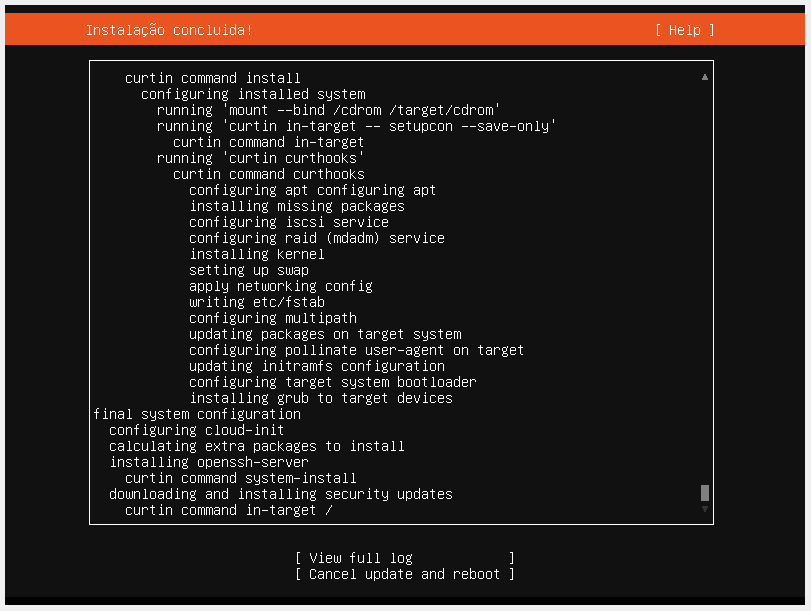 Instalação concluida!
[ Help ]
curtin command install
configuring installed system
running 'mount --bind /cdrom /target/cdrom'
running 'curtin in-target -- setupcon --save-only'
curtin command in-target
running 'curtin curthooks'
curtin command curthooks
configuring apt configuring apt
installing missing packages
configuring iscsi service
configuring raid (mdadm) service
installing kernel
setting up swap
apply networking config
writing etc/fstab
configuring multipath
updating packages on target system
configuring pollinate user-agent on target
updating initramfs configuration
configuring target system bootloader
installing grub to target devices
final system configuration
configuring cloud-init
calculating extra packages to install
installing openssh-server
curtin command system-install
downloading and installing security updates
curtin command in-target /
[ View full log ]
[ Cancel update and reboot ]